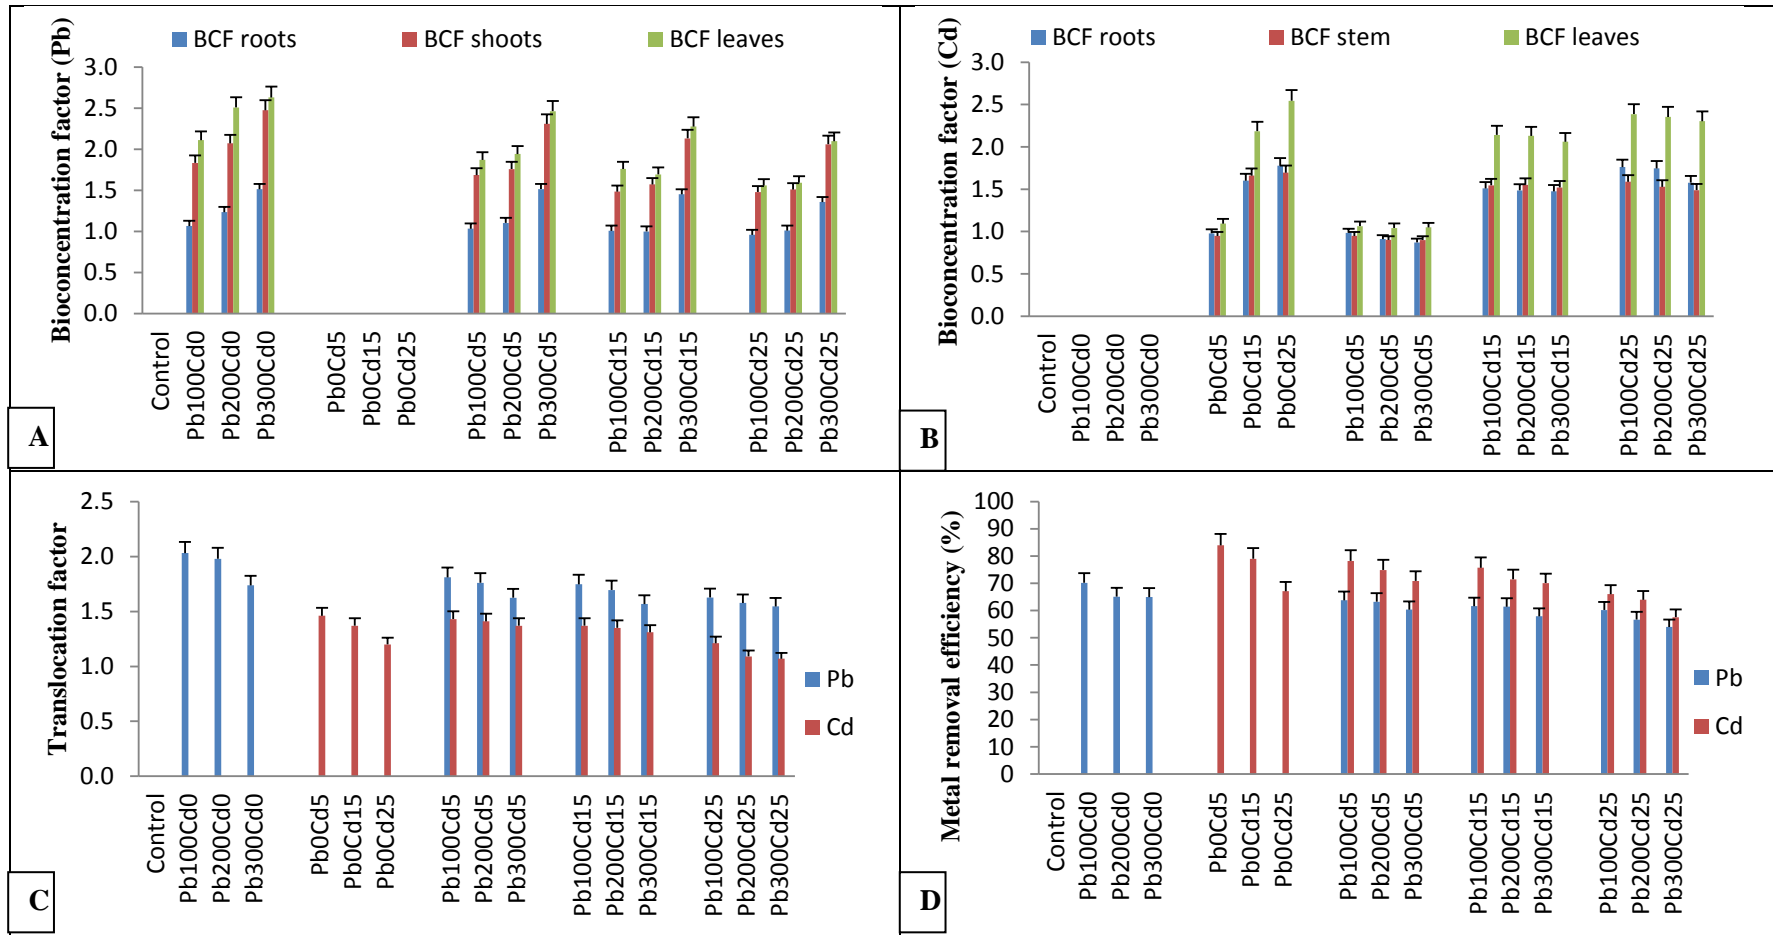 Bioconcentration factor (Pb)
BCF roots BCF shoots BCF leaves
3.0
2.5
2.0
1.5
1.0
0.5
0.0
Control
Pb100Cd0
Pb200Cd0
Pb300Cd0
Pb0Cd5
Pb0Cd15
Pb0Cd25
Pb100Cd5
Pb200Cd5
Pb300Cd5
Pb100Cd15
Pb200Cd15
Pb300Cd15
Pb100Cd25
Pb200Cd25
Pb300Cd25
A
Bioconcentration factor (Cd)
BCF roots BCF stem BCF leaves
3.0
2.5
2.0
1.5
1.0
0.5
0.0
Control
Pb100Cd0
Pb200Cd0
Pb300Cd0
Pb0Cd5
Pb0Cd15
Pb0Cd25
Pb100Cd5
Pb200Cd5
Pb300Cd5
Pb100Cd15
Pb200Cd15
Pb300Cd15
Pb100Cd25
Pb200Cd25
Pb300Cd25
B
Translocation factor
2.5
2.0
1.5
1.0
0.5
0.0
Pb
Cd
Control
Pb100Cd0
Pb200Cd0
Pb300Cd0
Pb0Cd5
Pb0Cd15
Pb0Cd25
Pb100Cd5
Pb200Cd5
Pb300Cd5
Pb100Cd15
Pb200Cd15
Pb300Cd15
Pb100Cd25
Pb200Cd25
Pb300Cd25
C
Metal removal efficiency (%)
100
90
80
70
60
50
40
30
20
10
0
Pb
Cd
Control
Pb100Cd0
Pb200Cd0
Pb300Cd0
Pb0Cd5
Pb0Cd15
Pb0Cd25
Pb100Cd5
Pb200Cd5
Pb300Cd5
Pb100Cd15
Pb200Cd15
Pb300Cd15
Pb100Cd25
Pb200Cd25
Pb300Cd25
D